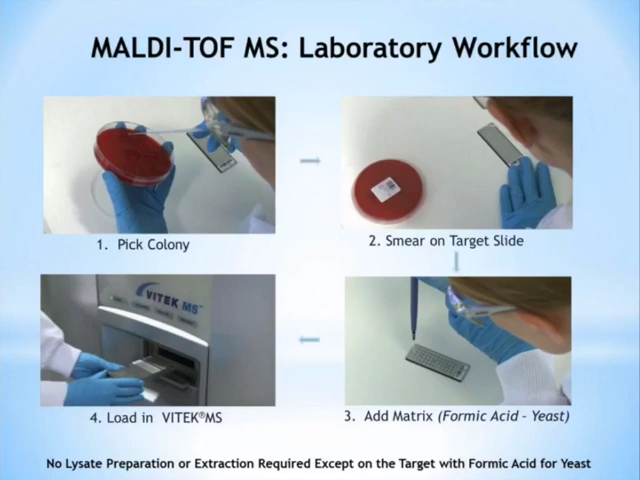 MALDI-TOF MS: Laboratory Workflow
1. Pick Colony
2. Smear on Target Slide
VITEK MS™
4. Load in VITEK®MS
3. Add Matrix (Formic Acid - Yeast)
No Lysate Preparation or Extraction Required Except on the Target with Formic Acid for Yeast